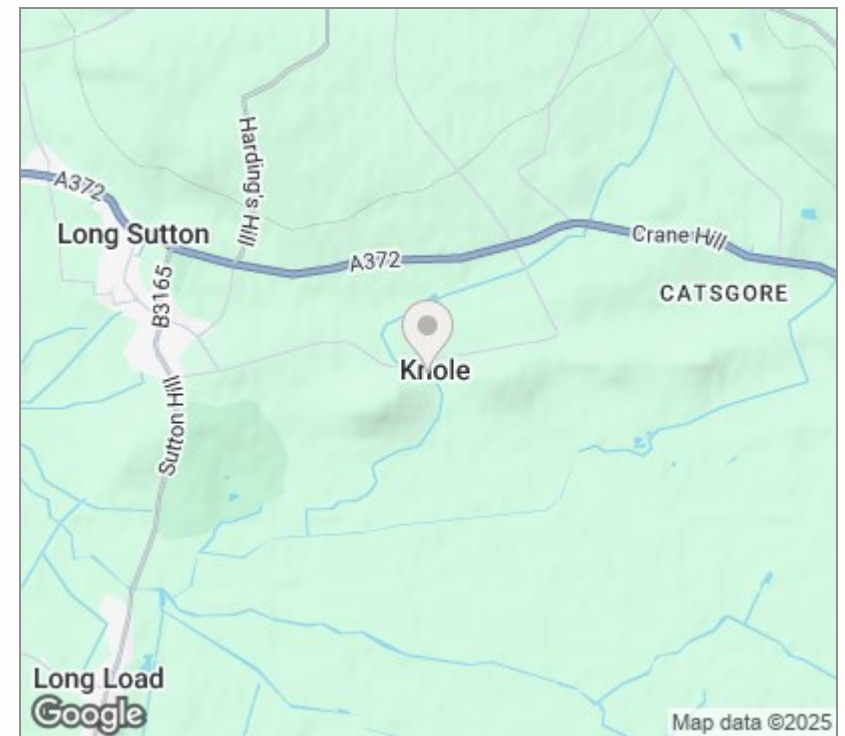 Harding's Hill
A372
Long Sutton
Crane Hill
A372
B3165
CATSGORE
Knole
Sutton Hill
Long Load
Google
Map data ©2025